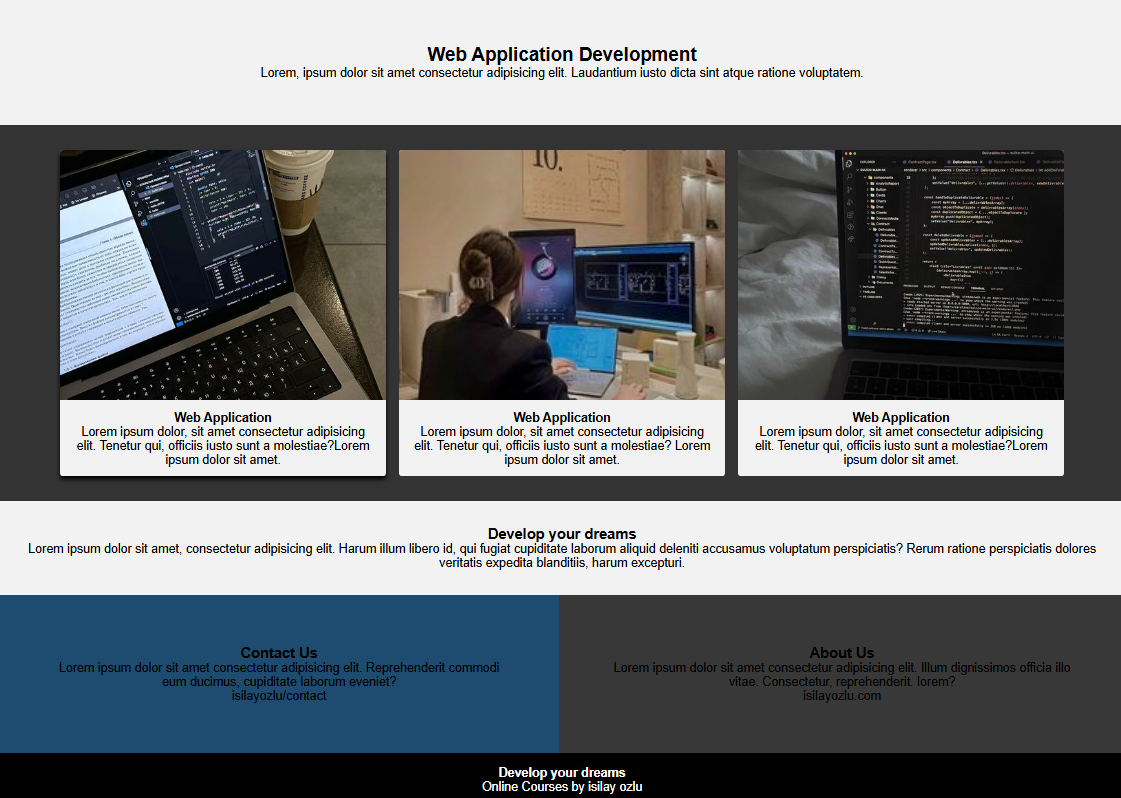 Web Application Development
Lorem, ipsum dolor sit amet consectetur adipisicing elit. Laudantium iusto dicta sint atque ratione voluptatem.
10.
Web Application
Lorem ipsum dolor, sit amet consectetur adipisicing
elit. Tenetur qui, officiis iusto sunt a molestiae?Lorem
ipsum dolor sit amet.
Web Application
Lorem ipsum dolor, sit amet consectetur adipisicing
elit. Tenetur qui, officiis iusto sunt a molestiae? Lorem
ipsum dolor sit amet.
Web Application
Lorem ipsum dolor, sit amet consectetur adipisicing
elit. Tenetur qui, officiis iusto sunt a molestiae?Lorem
ipsum dolor sit amet.
Develop your dreams
Lorem ipsum dolor sit amet, consectetur adipisicing elit. Harum illum libero id, qui fugiat cupiditate laborum aliquid deleniti accusamus voluptatum perspiciatis? Rerum ratione perspiciatis dolores
veritatis expedita blanditiis, harum excepturi.
Contact Us
Lorem ipsum dolor sit amet consectetur adipisicing elit. Reprehenderit commodi
eum ducimus, cupiditate laborum eveniet?
isilayozlu/contact
About Us
Lorem ipsum dolor sit amet consectetur adipisicing elit. Illum dignissimos officia illo
vitae. Consectetur, reprehenderit. lorem?
isilayozlu.com
Develop your dreams
Online Courses by isilay ozlu